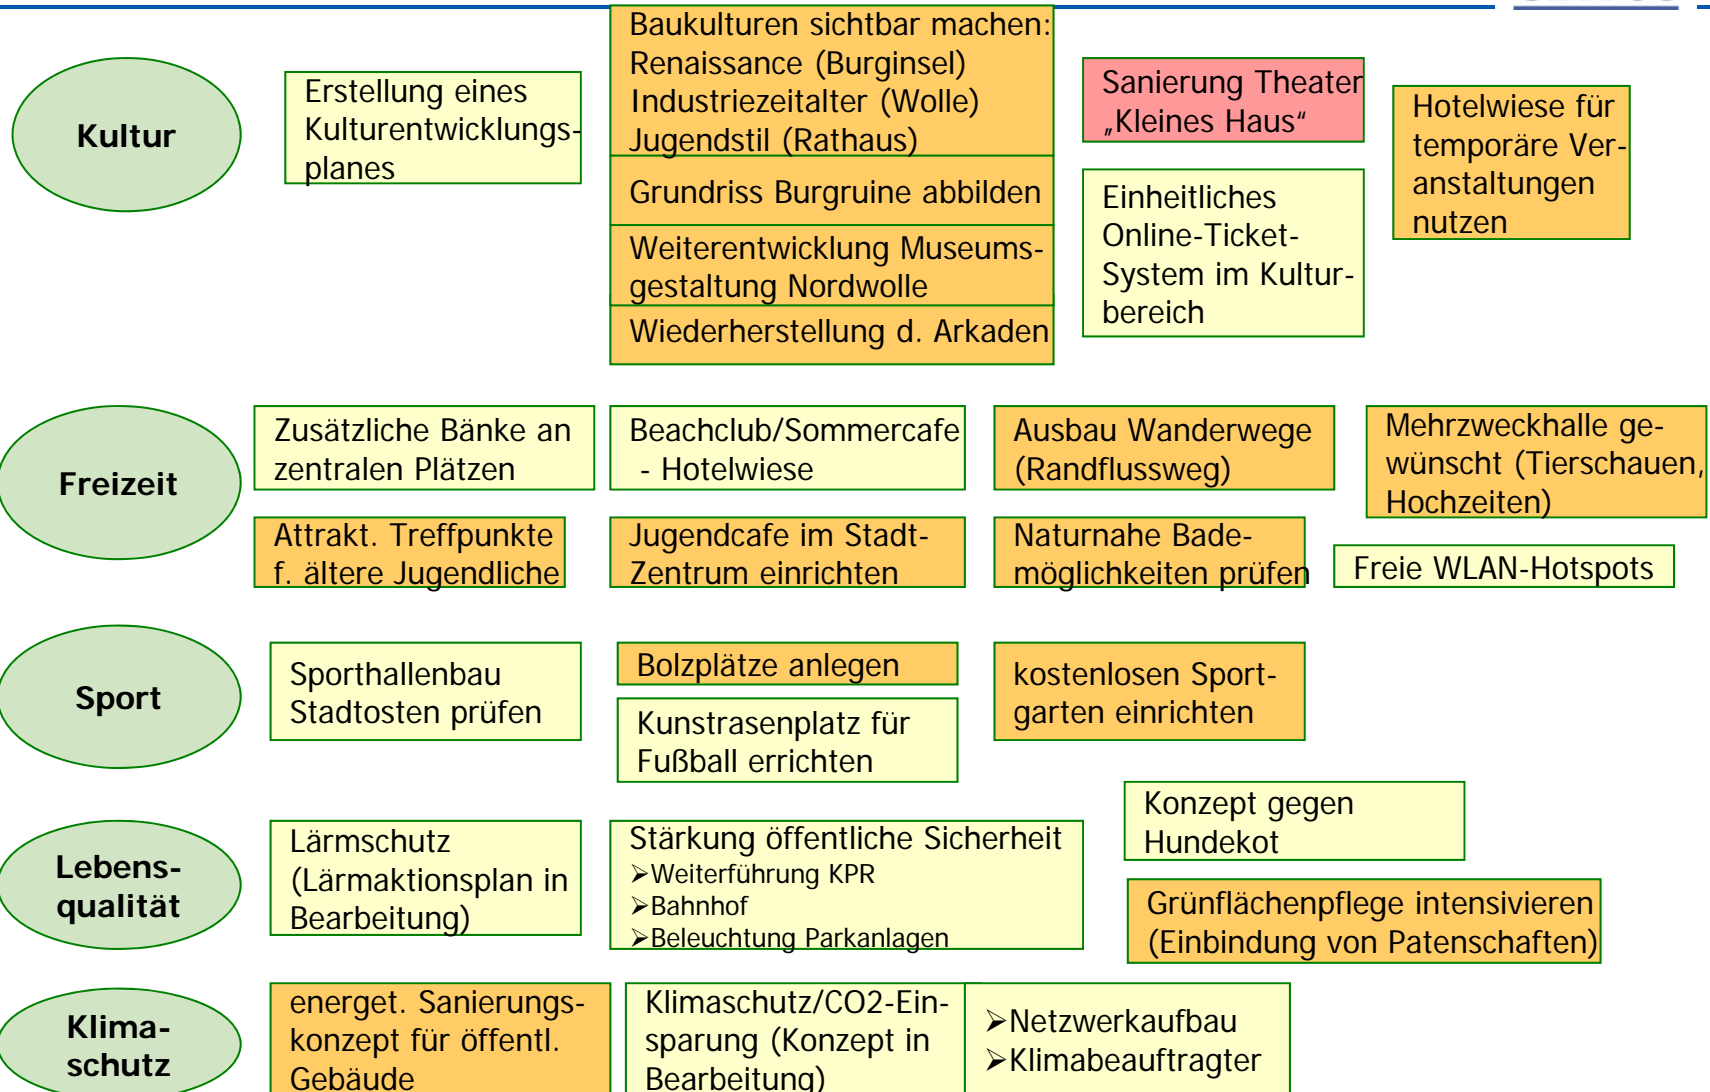 Kultur
Erstellung eines
Kulturentwicklungs-
planes
Baukulturen sichtbar machen:
Renaissance (Burginsel)
Industriezeitalter (Wolle)
Jugendstil (Rathaus)
Grundriss Burgruine abbilden
Weiterentwicklung Museums-
gestaltung Nordwolle
Wiederherstellung d. Arkaden
Sanierung Theater
„Kleines Haus“
Einheitliches
Online-Ticket-
System im Kultur-
bereich
Hotelwiese für
temporäre Ver-
anstaltungen
nutzen
Freizeit
Zusätzliche Bänke an
zentralen Plätzen
Beachclub/Sommercafe
- Hotelwiese
Ausbau Wanderwege
(Randflussweg)
Mehrzweckhalle ge-
wünscht (Tierschauen,
Hochzeiten)
Attrakt. Treffpunkte
f. ältere Jugendliche
Jugendcafe im Stadt-
Zentrum einrichten
Naturnahe Bade-
möglichkeiten prüfen
Freie WLAN-Hotspots
Sport
Sporthallenbau
Stadtosten prüfen
Bolzplätze anlegen
Kunstrasenplatz für
Fußball errichten
kostenlosen Sport-
garten einrichten
Lebens-
qualität
Lärmschutz
(Lärmaktionsplan in
Bearbeitung)
Stärkung öffentliche Sicherheit
➢Weiterführung KPR
➢Bahnhof
➢Beleuchtung Parkanlagen
Konzept gegen
Hundekot
Grünflächenpflege intensivieren
(Einbindung von Patenschaften)
Klima-
schutz
energet. Sanierungs-
konzept für öffentl.
Gebäude
Klimaschutz/CO2-Ein-
sparung (Konzept in
Bearbeitung)
➢Netzwerkaufbau
➢Klimabeauftragter